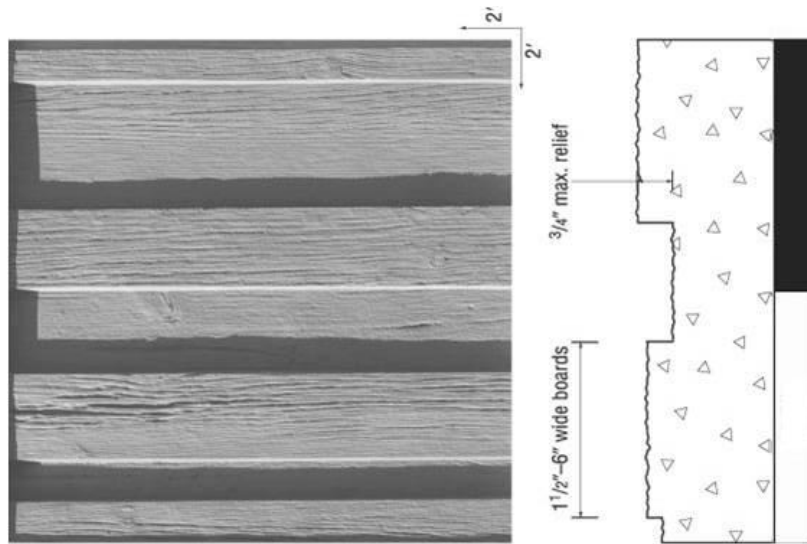 2'
2'
3/4" max. relief
1 1/2"–6" wide boards